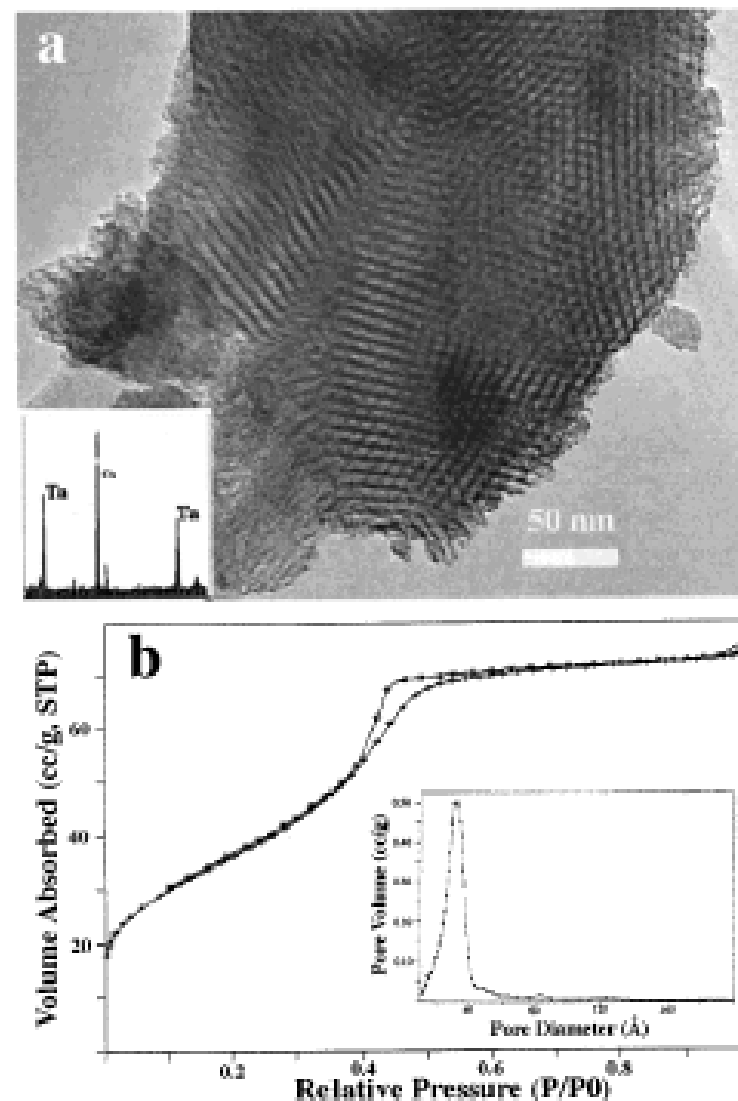 a
Ta
Ta
50 nm
b
Volume Absorbed (cc/g, STP)
60
40
20
0.2
0.4
0.6
0.8
Relative Pressure (P/P0)
Pore Volume (cc/g)
Pore Diameter (Å)